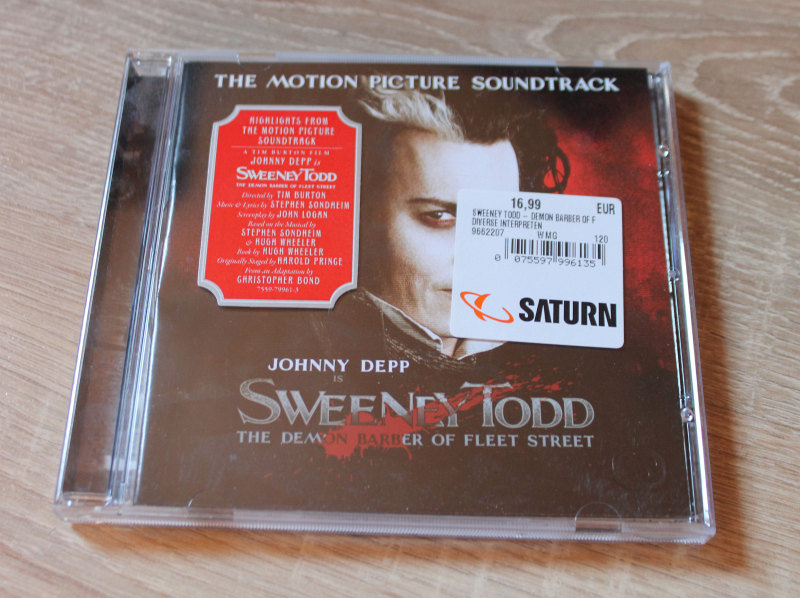 THE MOTION PICTURE SOUNDTRACK
HIGHLIGHTS FROM
THE MOTION PICTURE
SOUNDTRACK
A TIM BURTON FILM
JOHNNY DEPP is
SWEENEY TODD
THE DEMON BARBER OF FLEET STREET
Directed by TIM BURTON
Music & Lyrics by STEPHEN SONDHEIM
Screenplay by JOHN LOGAN
Based on the Musical by
STEPHEN SONDHEIM
& HUGH WHEELER
Book by HUGH WHEELER
Originally Staged by HAROLD PRINCE
From an Adaptation by
CHRISTOPHER BOND
7559-79961-3
16,99 EUR
SWEENEY TODD – DEMON BARBER OF F
DIVERSE INTERPRETEN
9662207 WMG 120
0 075597 996135
SATURN
JOHNNY DEPP
IS
SWEENEY TODD
THE DEMON BARBER OF FLEET STREET